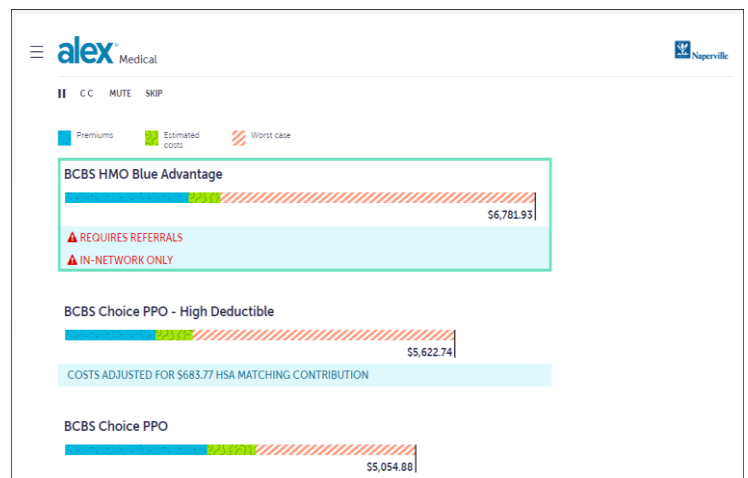 alex Medical
Naperville
CC MUTE SKIP
Premiums
Estimated
costs
Worst case
BCBS HMO Blue Advantage
$6,781.93
REQUIRES REFERRALS
IN-NETWORK ONLY
BCBS Choice PPO - High Deductible
$5,622.74
COSTS ADJUSTED FOR $683.77 HSA MATCHING CONTRIBUTION
BCBS Choice PPO
$5,054.88